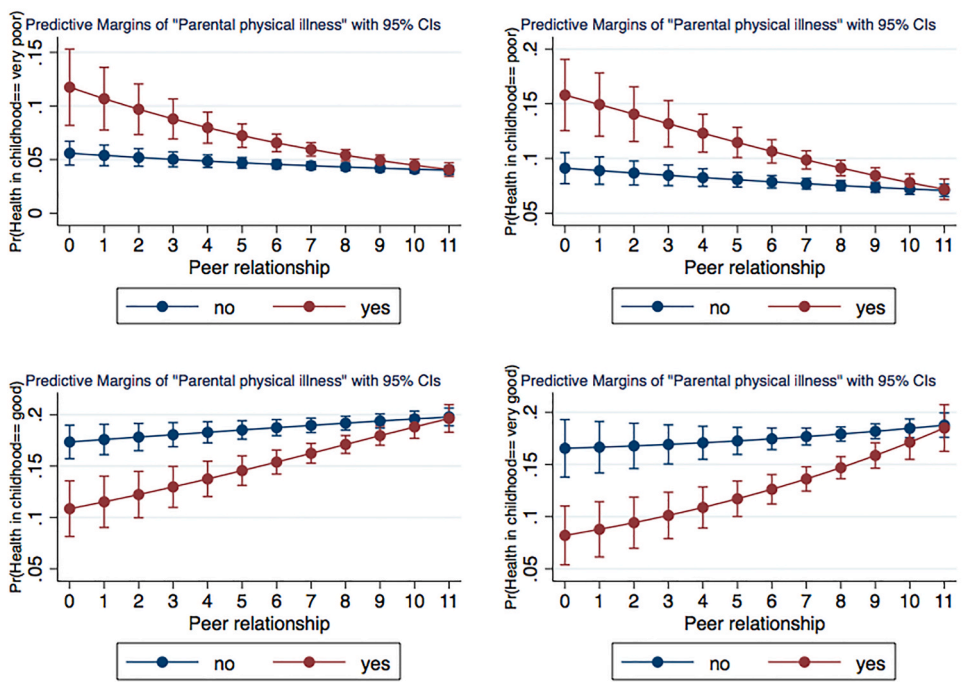 Predictive Margins of "Parental physical illness" with 95% CIs
Pr(Health in childhood== very poor)
.15
.1
.05
0
0 1 2 3 4 5 6 7 8 9 10 11
Peer relationship
no yes
Predictive Margins of "Parental physical illness" with 95% CIs
Pr(Health in childhood== poor)
.2
.15
.1
.05
0 1 2 3 4 5 6 7 8 9 10 11
Peer relationship
no yes
Predictive Margins of "Parental physical illness" with 95% CIs
Pr(Health in childhood== good)
.2
.15
.1
.05
0 1 2 3 4 5 6 7 8 9 10 11
Peer relationship
no yes
Predictive Margins of "Parental physical illness" with 95% CIs
Pr(Health in childhood== very good)
.2
.15
.1
.05
0 1 2 3 4 5 6 7 8 9 10 11
Peer relationship
no yes